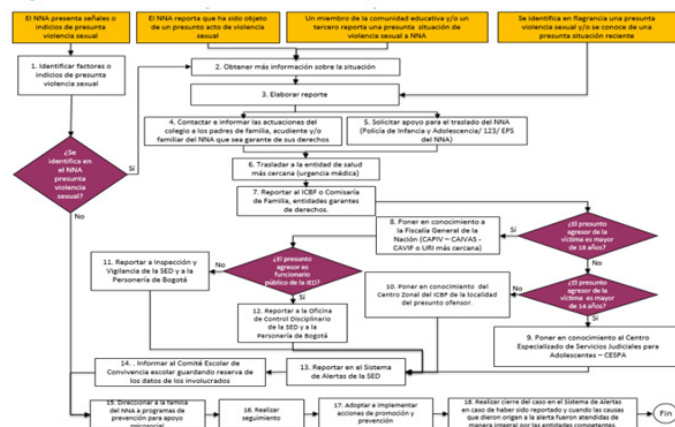 El NNA presenta señales o
indicios de presunta
violencia sexual
El NNA reporta que ha sido objeto
de un presunto acto de violencia
sexual
Un miembro de la comunidad educativa y/o un
tercero reporta una presunta situación de
violencia sexual a NNA
Se identifica en flagrancia una presunta
violencia sexual y/o se conoce de una
presunta situación reciente
1. Identificar factores o
indicios de presunta
violencia sexual
2. Obtener más información sobre la situación
3. Elaborar reporte
4. Contactar e informar las actuaciones del
colegio a los padres de familia, acudiente y/o
familiar del NNA que sea garante de sus derechos
5. Solicitar apoyo para el traslado del NNA
(Policía de Infancia y Adolescencia/ 123/ EPS
del NNA)
¿Se
identifica en
el NNA
presunta
violencia
sexual?
Sí
No
6. Trasladar a la entidad de salud
más cercana (urgencia médica)
7. Reportar al ICBF o Comisaría
de Familia, entidades garantes
de derechos.
8. Poner en conocimiento a
la Fiscalía General de la
Nación (CAPIV – CAIVAS -
CAVIF o URI más cercana)
Sí
¿El presunto
agresor de la
víctima es mayor
de 18 años?
No
11. Reportar a Inspección y
Vigilancia de la SED y a la
Personería de Bogotá
No
¿El presunto
agresor es
funcionario
público de la IED?
Sí
10. Poner en conocimiento del
Centro Zonal del ICBF de la localidad
del presunto ofensor.
No
¿El presunto
agresor de la
víctima es mayor
de 14 años?
Sí
12. Reportar a la Oficina
de Control Disciplinario
de la SED y a la
Personería de Bogotá
9. Poner en conocimiento al Centro
Especializado de Servicios Judiciales para
Adolescentes – CESPA
14. . Informar al Comité Escolar de
Convivencia escolar guardando reserva
de los datos de los involucrados
13. Reportar en el Sistema
de Alertas de la SED
15. Direccionar a la familia
del NNA a programas de
prevención para apoyo
psicosocial
16. Realizar
seguimiento
17. Adoptar e implementar
acciones de promoción y
prevención
18. Realizar cierre del caso en el Sistema de Alertas
en caso de haber sido reportado y cuando las causas
que dieron origen a la alerta fueron atendidas de
manera integral por las entidades competentes.
Fin